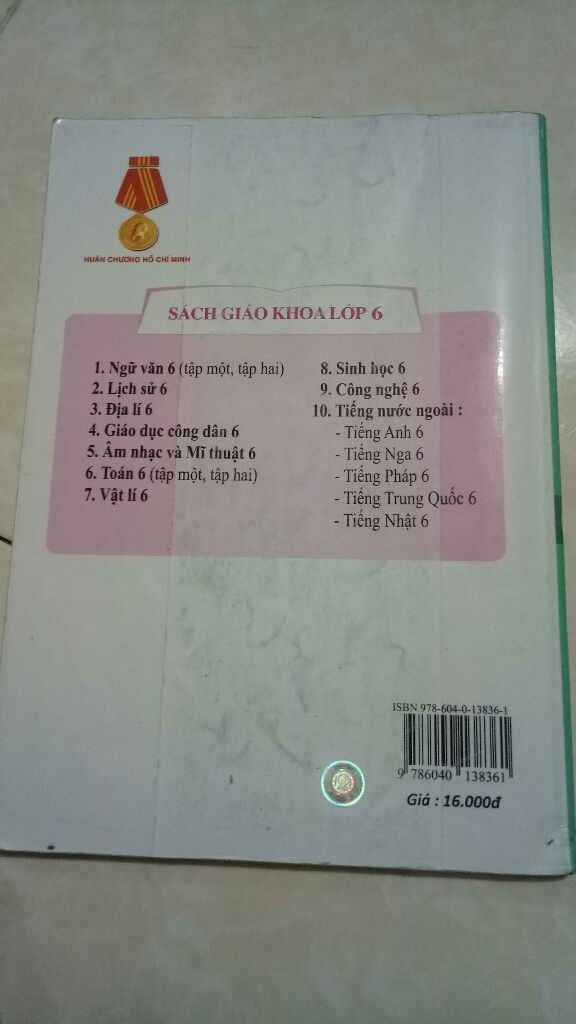 HUÂN CHƯƠNG HỒ CHÍ MINH
SÁCH GIÁO KHOA LỚP 6
1. Ngữ văn 6 (tập một, tập hai)
2. Lịch sử 6
3. Địa lí 6
4. Giáo dục công dân 6
5. Âm nhạc và Mĩ thuật 6
6. Toán 6 (tập một, tập hai)
7. Vật lí 6
8. Sinh học 6
9. Công nghệ 6
10. Tiếng nước ngoài :
- Tiếng Anh 6
- Tiếng Nga 6
- Tiếng Pháp 6
- Tiếng Trung Quốc 6
- Tiếng Nhật 6
ISBN 978-604-0-13836-1
9 786040 138361
Giá : 16.000đ